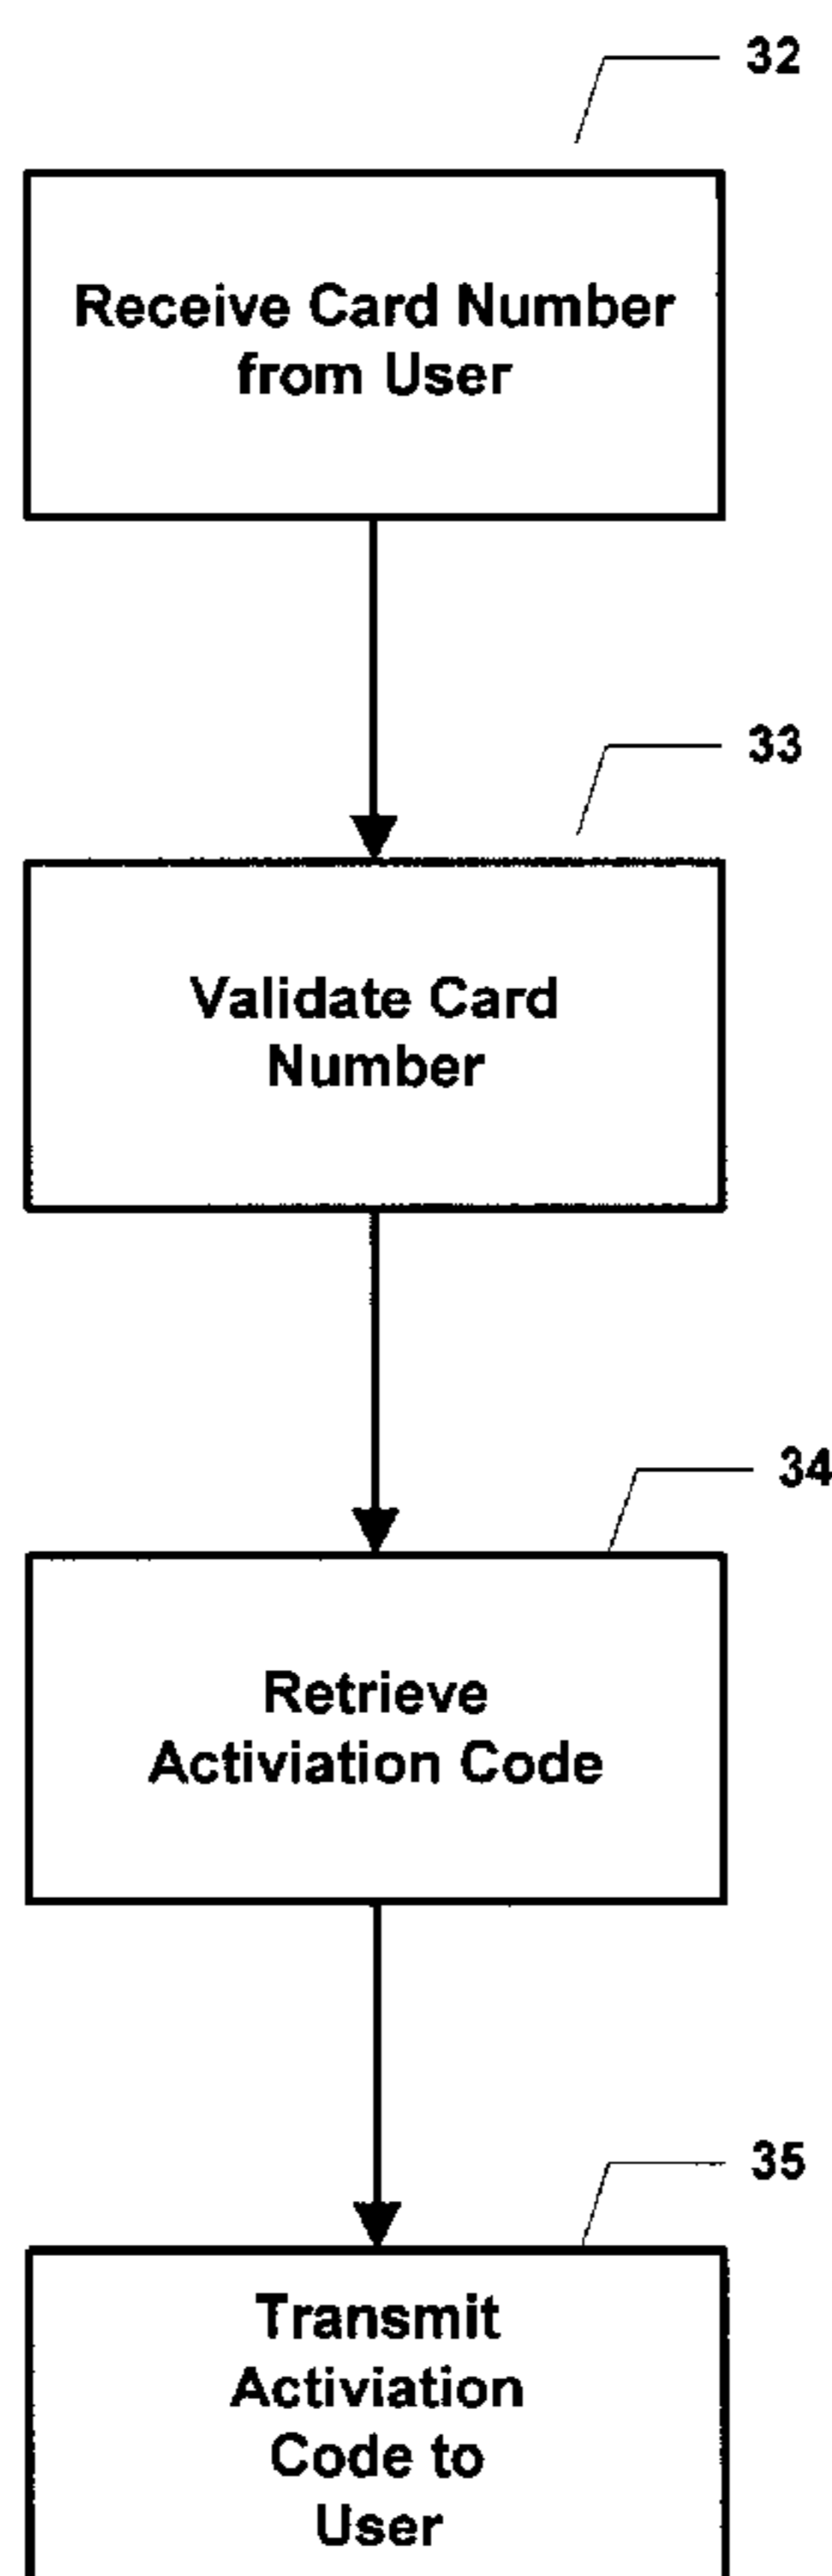 32
Receive Card Number
from User
33
Validate Card
Number
34
Retrieve
Activiation Code
35
Transmit
Activiation
Code to
User